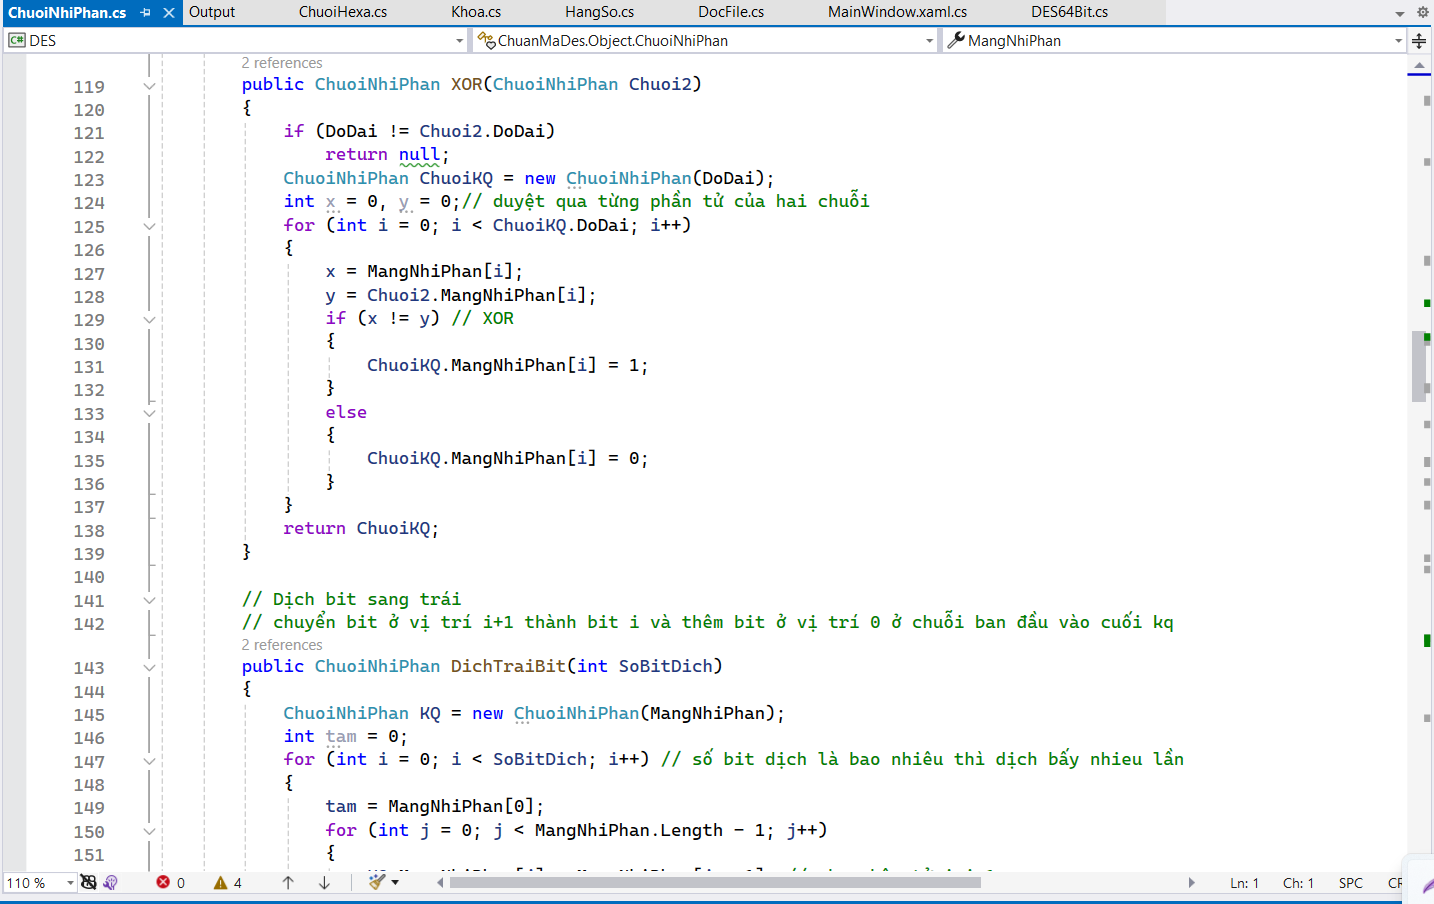 ChuoiNhiPhan.cs Output ChuoiHexa.cs Khoa.cs HangSo.cs DocFile.cs MainWindow.xaml.cs DES64Bit.cs
C# DES ChuanMaDes.Object.ChuoiNhiPhan MangNhiPhan
2 references
119 public ChuoiNhiPhan XOR(ChuoiNhiPhan Chuoi2)
120 {
121 if (DoDai != Chuoi2.DoDai)
122 return null;
123 ChuoiNhiPhan ChuoiKQ = new ChuoiNhiPhan(DoDai);
124 int x = 0, y = 0;// duyệt qua từng phần tử của hai chuỗi
125 for (int i = 0; i < ChuoiKQ.DoDai; i++)
126 {
127 x = MangNhiPhan[i];
128 y = Chuoi2.MangNhiPhan[i];
129 if (x != y) // XOR
130 {
131 ChuoiKQ.MangNhiPhan[i] = 1;
132 }
133 else
134 {
135 ChuoiKQ.MangNhiPhan[i] = 0;
136 }
137 }
138 return ChuoiKQ;
139 }
140
141 // Dịch bit sang trái
142 // chuyển bit ở vị trí i+1 thành bit i và thêm bit ở vị trí 0 ở chuỗi ban đầu vào cuối kq
2 references
143 public ChuoiNhiPhan DichTraiBit(int SoBitDich)
144 {
145 ChuoiNhiPhan KQ = new ChuoiNhiPhan(MangNhiPhan);
146 int tam = 0;
147 for (int i = 0; i < SoBitDich; i++) // số bit dịch là bao nhiêu thì dịch bấy nhieu lần
148 {
149 tam = MangNhiPhan[0];
150 for (int j = 0; j < MangNhiPhan.Length - 1; j++)
151 {
110 % 0 4 Ln: 1 Ch: 1 SPC